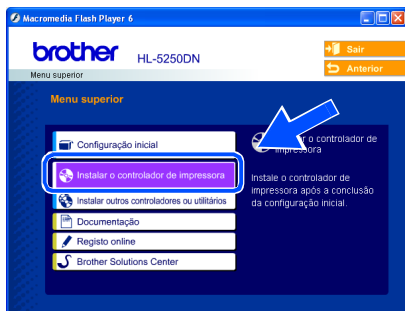 Macromedia Flash Player 6
brother
HL-5250DN
Sair
Anterior
Menu superior
Menu superior
Configuração inicial
Instalar o controlador de impressora
Instalar outros controladores ou utilitários
Documentação
Registo online
Brother Solutions Center
r o controlador de
impressora
Instale o controlador de
impressora após a conclusão
da configuração inicial.